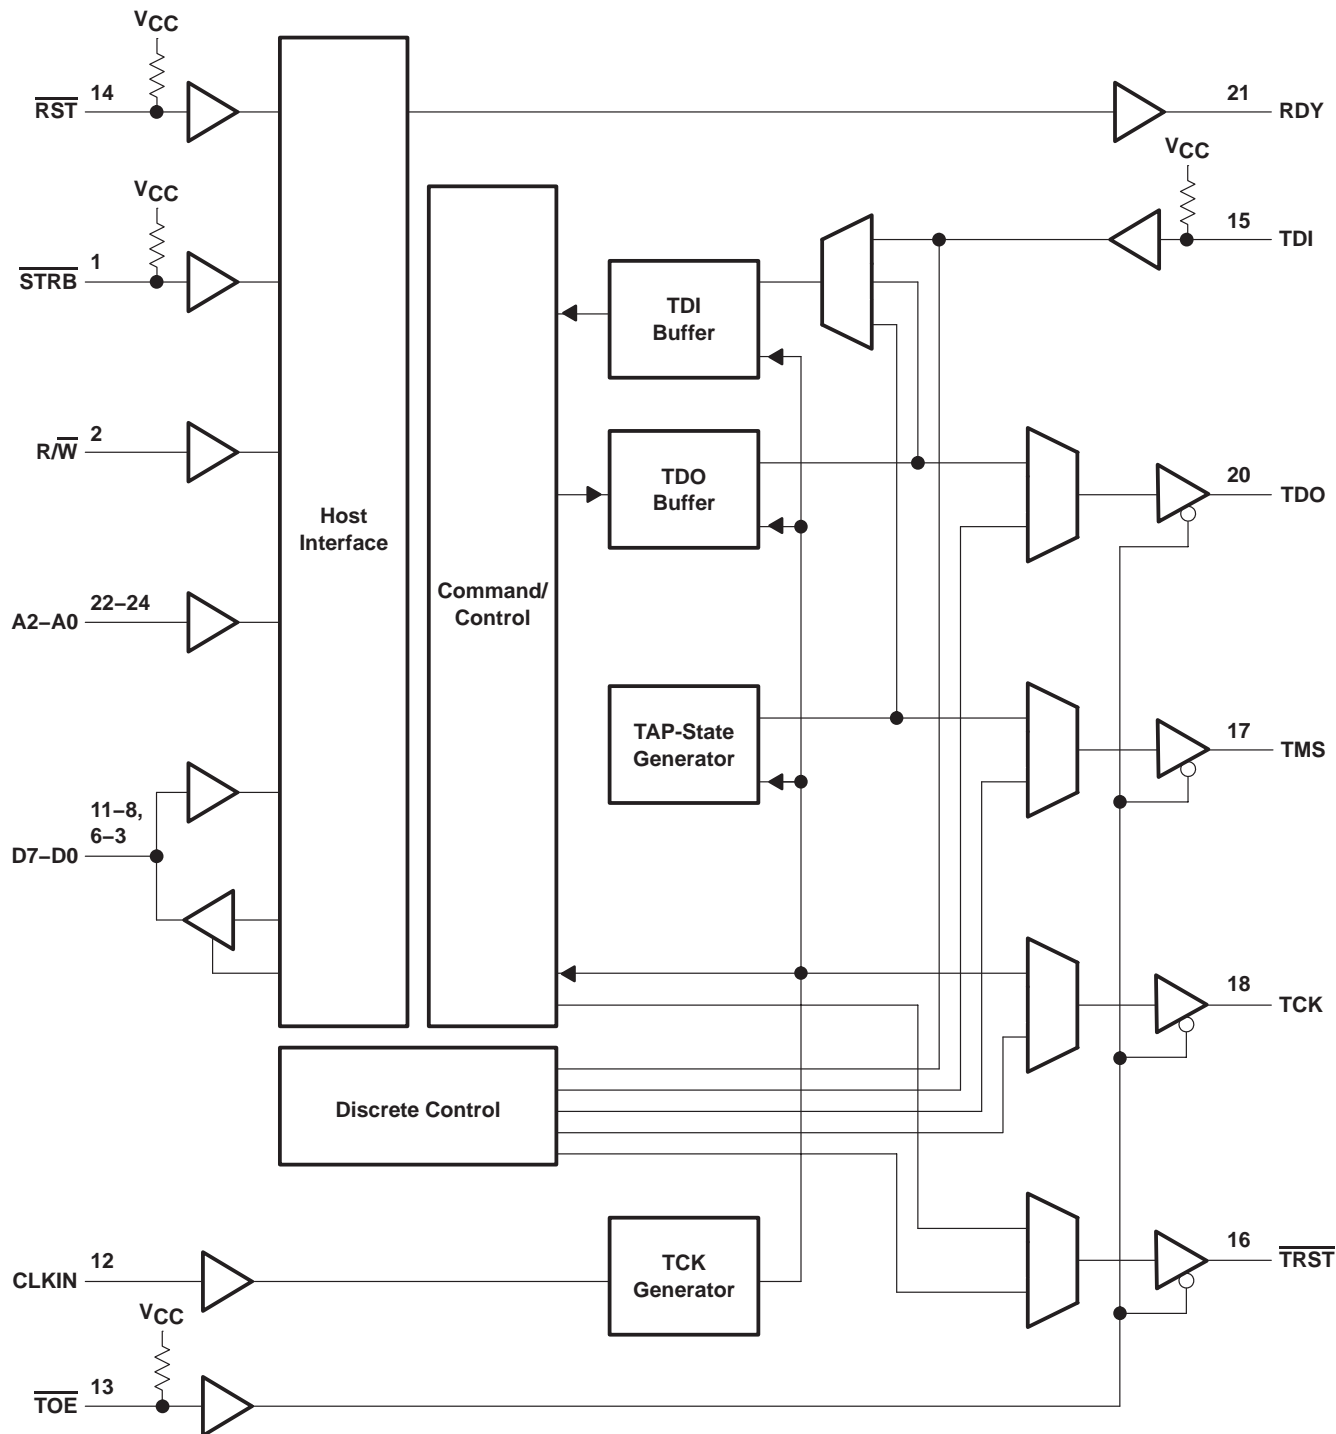 VCC
14
RST
21
RDY
VCC
VCC
15
TDI
1
STRB
TDI
Buffer
2
R/W
TDO
Buffer
20
TDO
Host
Interface
Command/
Control
22–24
A2–A0
TAP-State
Generator
17
TMS
11–8,
6–3
D7–D0
18
TCK
Discrete Control
12
CLKIN
TCK
Generator
16
TRST
VCC
13
TOE